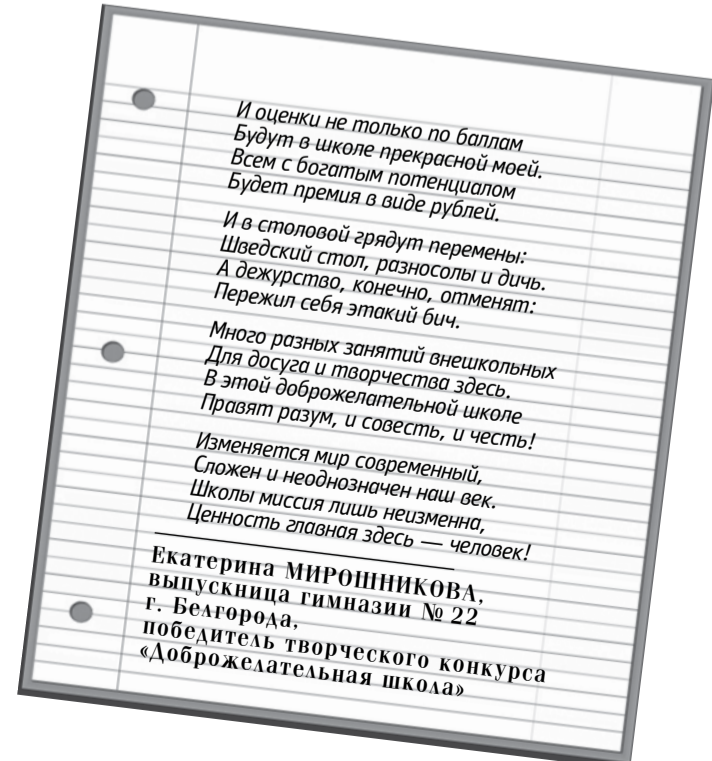 И оценки не только по баллам
Будут в школе прекрасной моей.
Всем с богатым потенциалом
Будет премия в виде рублей.
И в столовой грядут перемены:
Шведский стол, разносолы и дичь.
А дежурство, конечно, отменят:
Пережил себя этакий бич.
Много разных занятий внешкольных
Для досуга и творчества здесь.
В этой доброжелательной школе
Правят разум, и совесть, и честь!
Изменяется мир современный,
Сложен и неоднозначен наш век.
Школы миссия лишь неизменна,
Ценность главная здесь — человек!
Екатерина МИРОШНИКОВА,
выпускница гимназии № 22
г. Белгорода,
победитель творческого конкурса
«Доброжелательная школа»